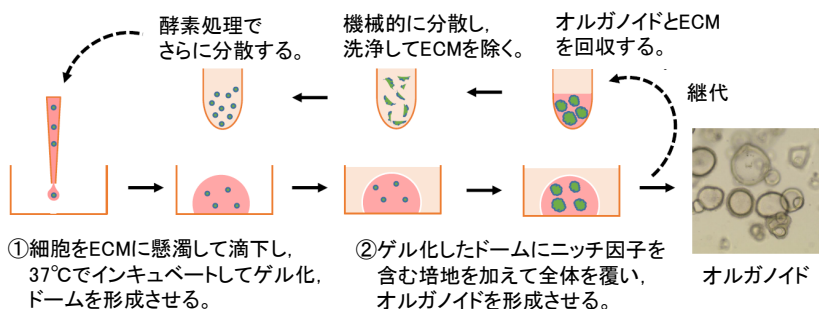 酵素処理で
さらに分散する。
機械的に分散し，
洗浄してECMを除く。
オルガノイドとECM
を回収する。
継代
①細胞をECMに懸濁して滴下し，
37℃でインキュベートしてゲル化，
ドームを形成させる。
②ゲル化したドームにニッチ因子を
含む培地を加えて全体を覆い，
オルガノイドを形成させる。
オルガノイド